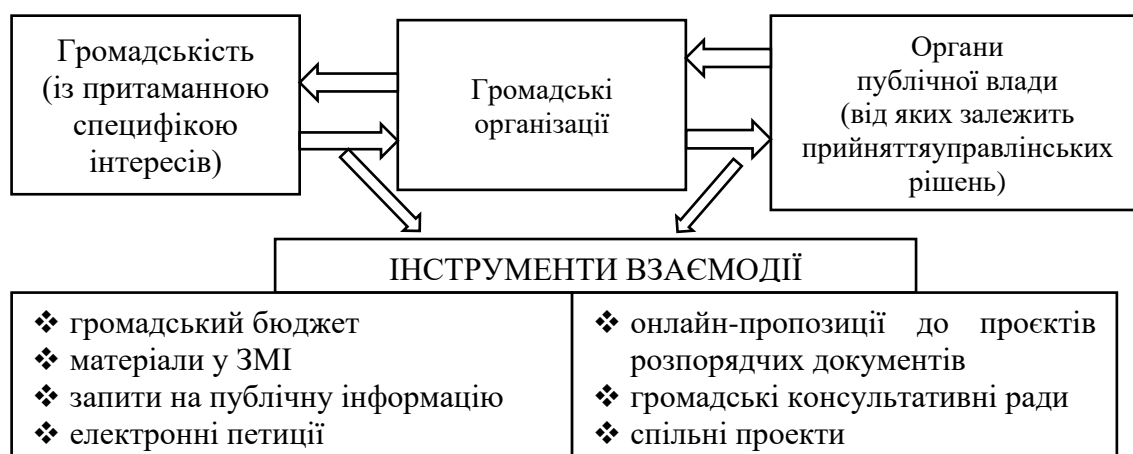 Громадськість
(із притаманною
специфікою
інтересів)
Громадські
організації
Органи
публічної влади
(від яких залежить
прийняттяуправлінських
рішень)
ІНСТРУМЕНТИ ВЗАЄМОДІЇ
❖ громадський бюджет
❖ матеріали у ЗМІ
❖ запити на публічну інформацію
❖ електронні петиції
❖ онлайн-пропозиції до проєктів
розпорядчих документів
❖ громадські консультативні ради
❖ спільні проекти